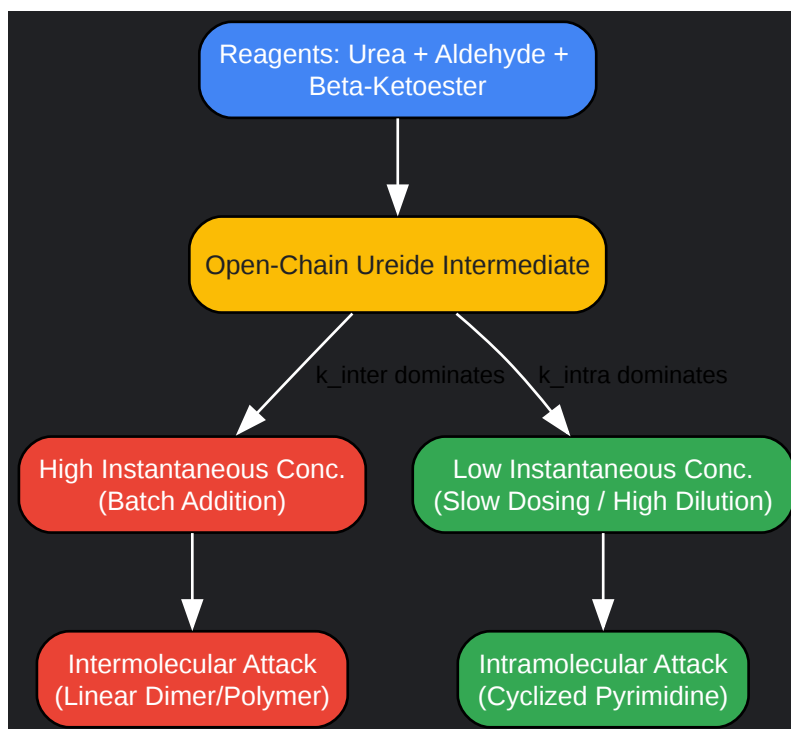 Reagents: Urea + Aldehyde +
Beta-Ketoester
Open-Chain Ureide Intermediate
k_inter dominates
k_intra dominates
High Instantaneous Conc.
(Batch Addition)
Low Instantaneous Conc.
(Slow Dosing / High Dilution)
Intermolecular Attack
(Linear Dimer/Polymer)
Intramolecular Attack
(Cyclized Pyrimidine)